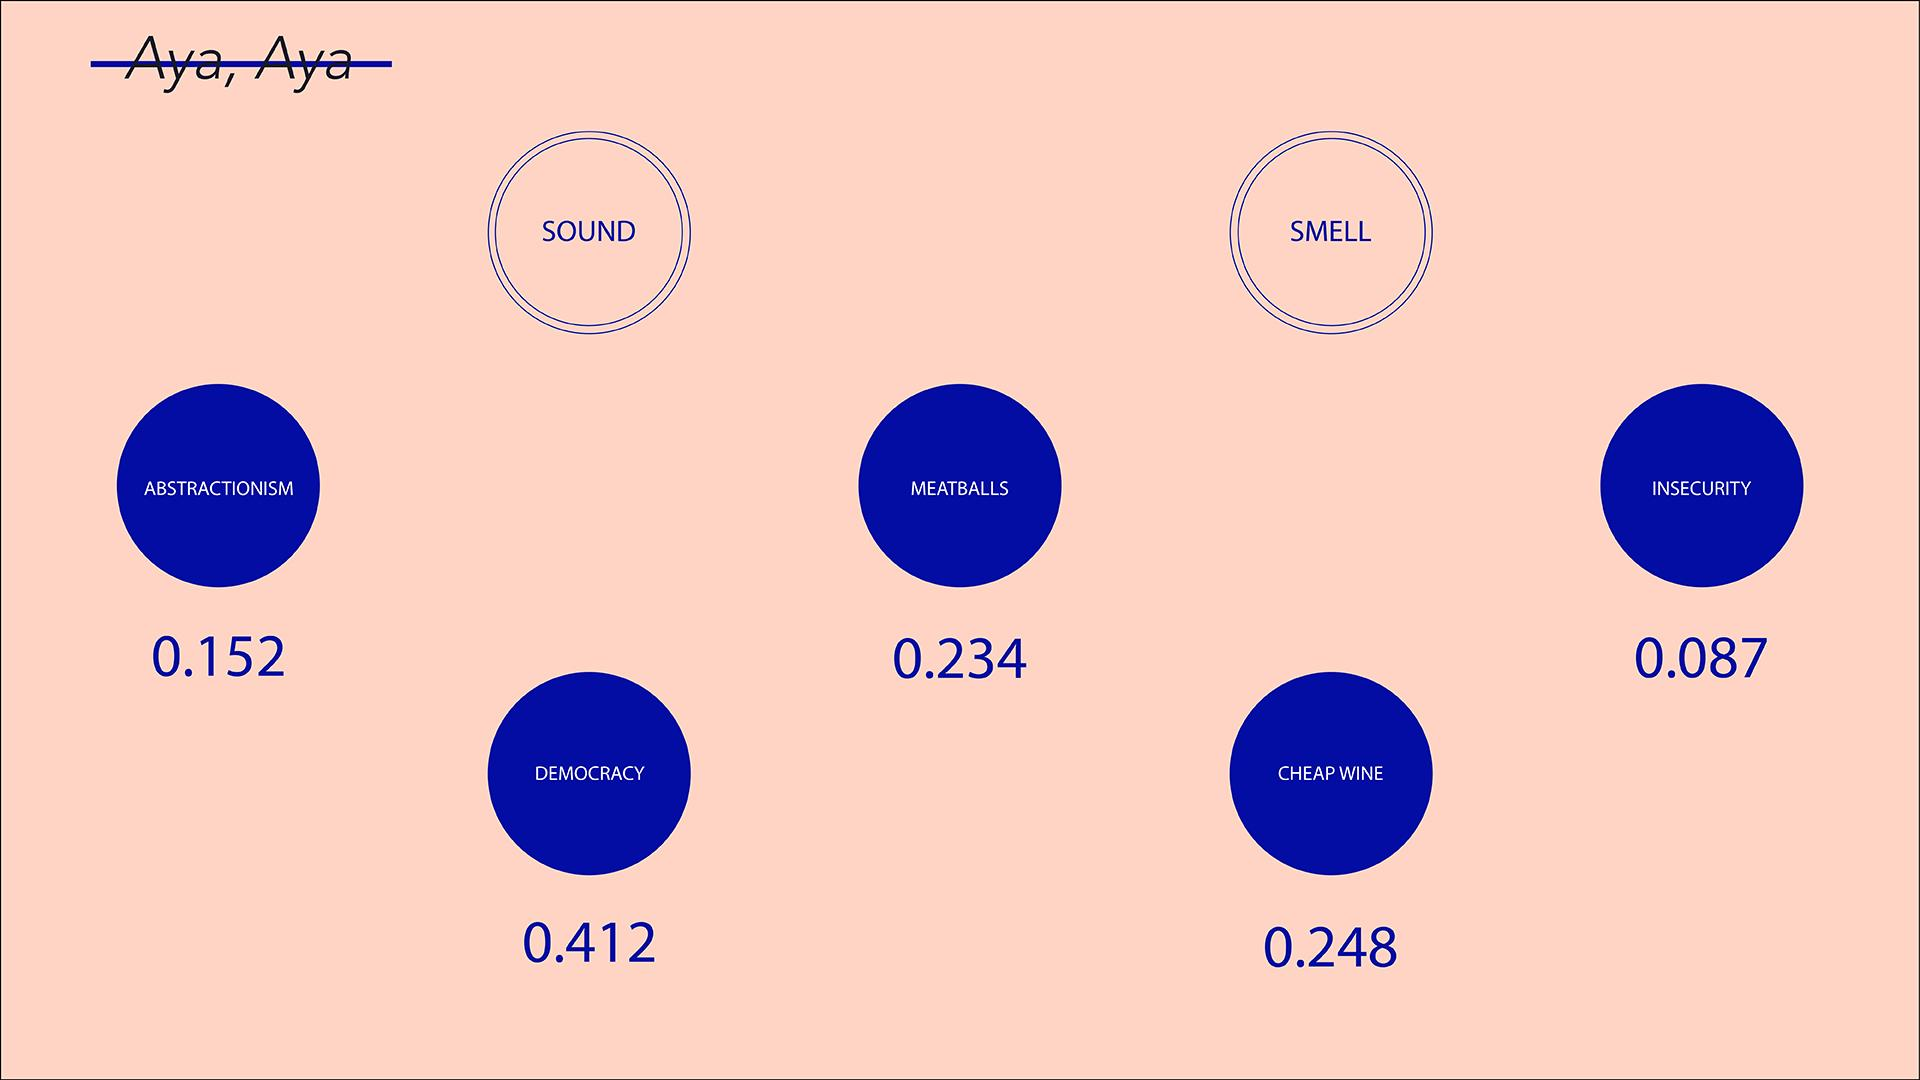 Aya, Aya
SOUND
SMELL
ABSTRACTIONISM
MEATBALLS
INSECURITY
0.152
0.234
0.087
DEMOCRACY
CHEAP WINE
0.412
0.248